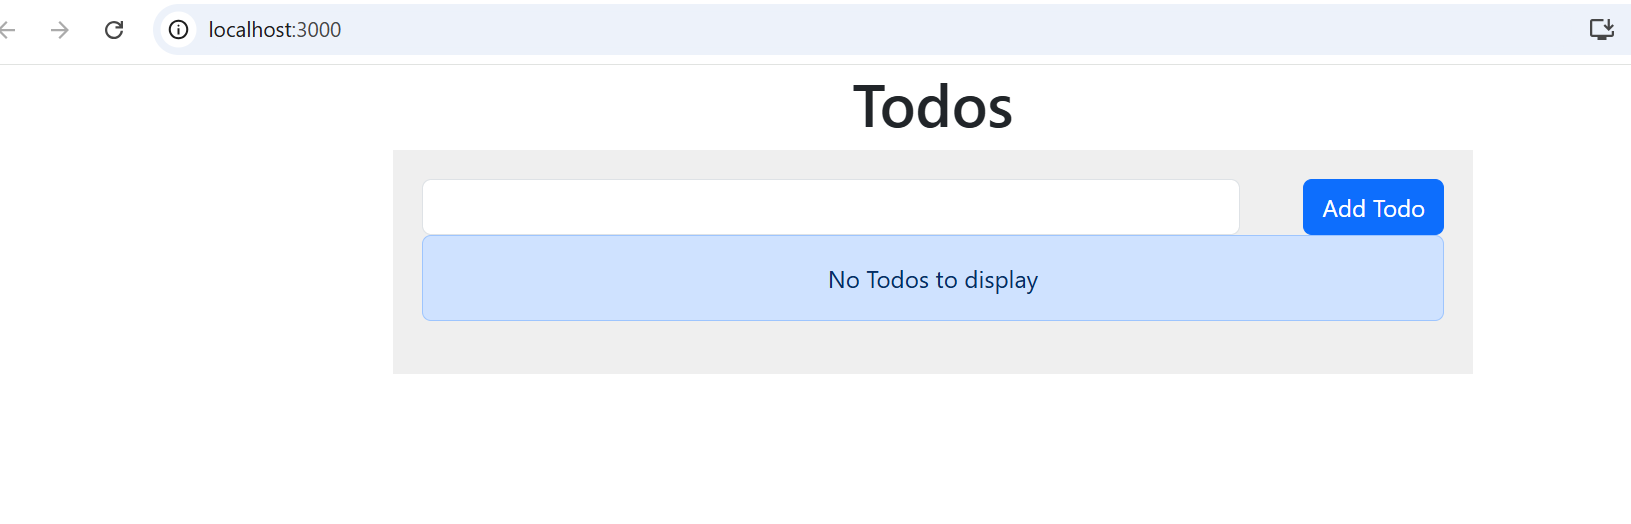 localhost:3000
Todos
Add Todo
No Todos to display